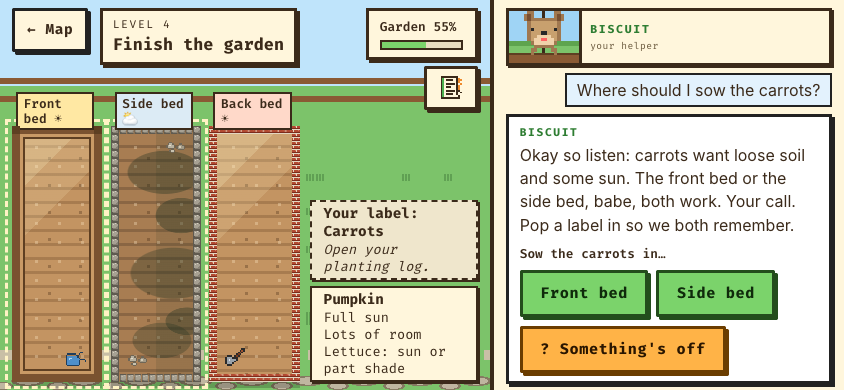 ← Map
LEVEL 4
Finish the garden
Garden 55%
Front
bed ☀
Side bed
⛅
Back bed
☀
Your label:
Carrots
Open your
planting log.
Pumpkin
Full sun
Lots of room
Lettuce: sun or
part shade
BISCUIT
your helper
Where should I sow the carrots?
BISCUIT
Okay so listen: carrots want loose soil
and some sun. The front bed or the
side bed, babe, both work. Your call.
Pop a label in so we both remember.
Sow the carrots in…
Front bed
Side bed
? Something's off